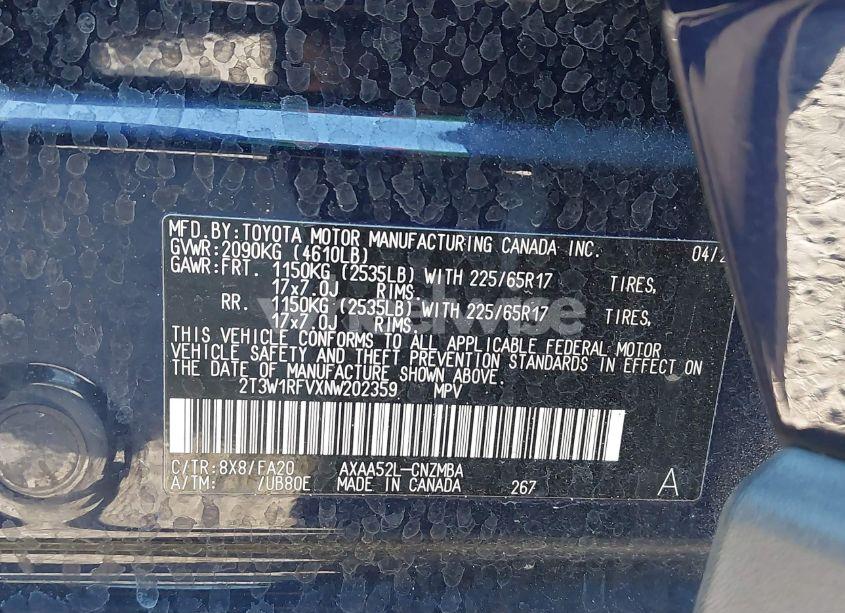 MFD.BY:TOYOTA MOTOR MANUFACTURING CANADA INC. 04/2
GVWR:2090KG (4610LB)
GAWR:FRT. 1150KG (2535LB) WITH 225/65R17 TIRES,
17x7.0J RIMS.
RR. 1150KG (2535LB) WITH 225/65R17 TIRES,
17x7.0J RIMS.
THIS VEHICLE CONFORMS TO ALL APPLICABLE FEDERAL MOTOR
VEHICLE SAFETY AND THEFT PREVENTION STANDARDS IN EFFECT ON
THE DATE OF MANUFACTURE SHOWN ABOVE.
2T3W1RFVXNW202359 MPV
C/TR:8X8/FA20 AXAA52L-CNZMBA
A/TM: /UB80E MADE IN CANADA 267 A